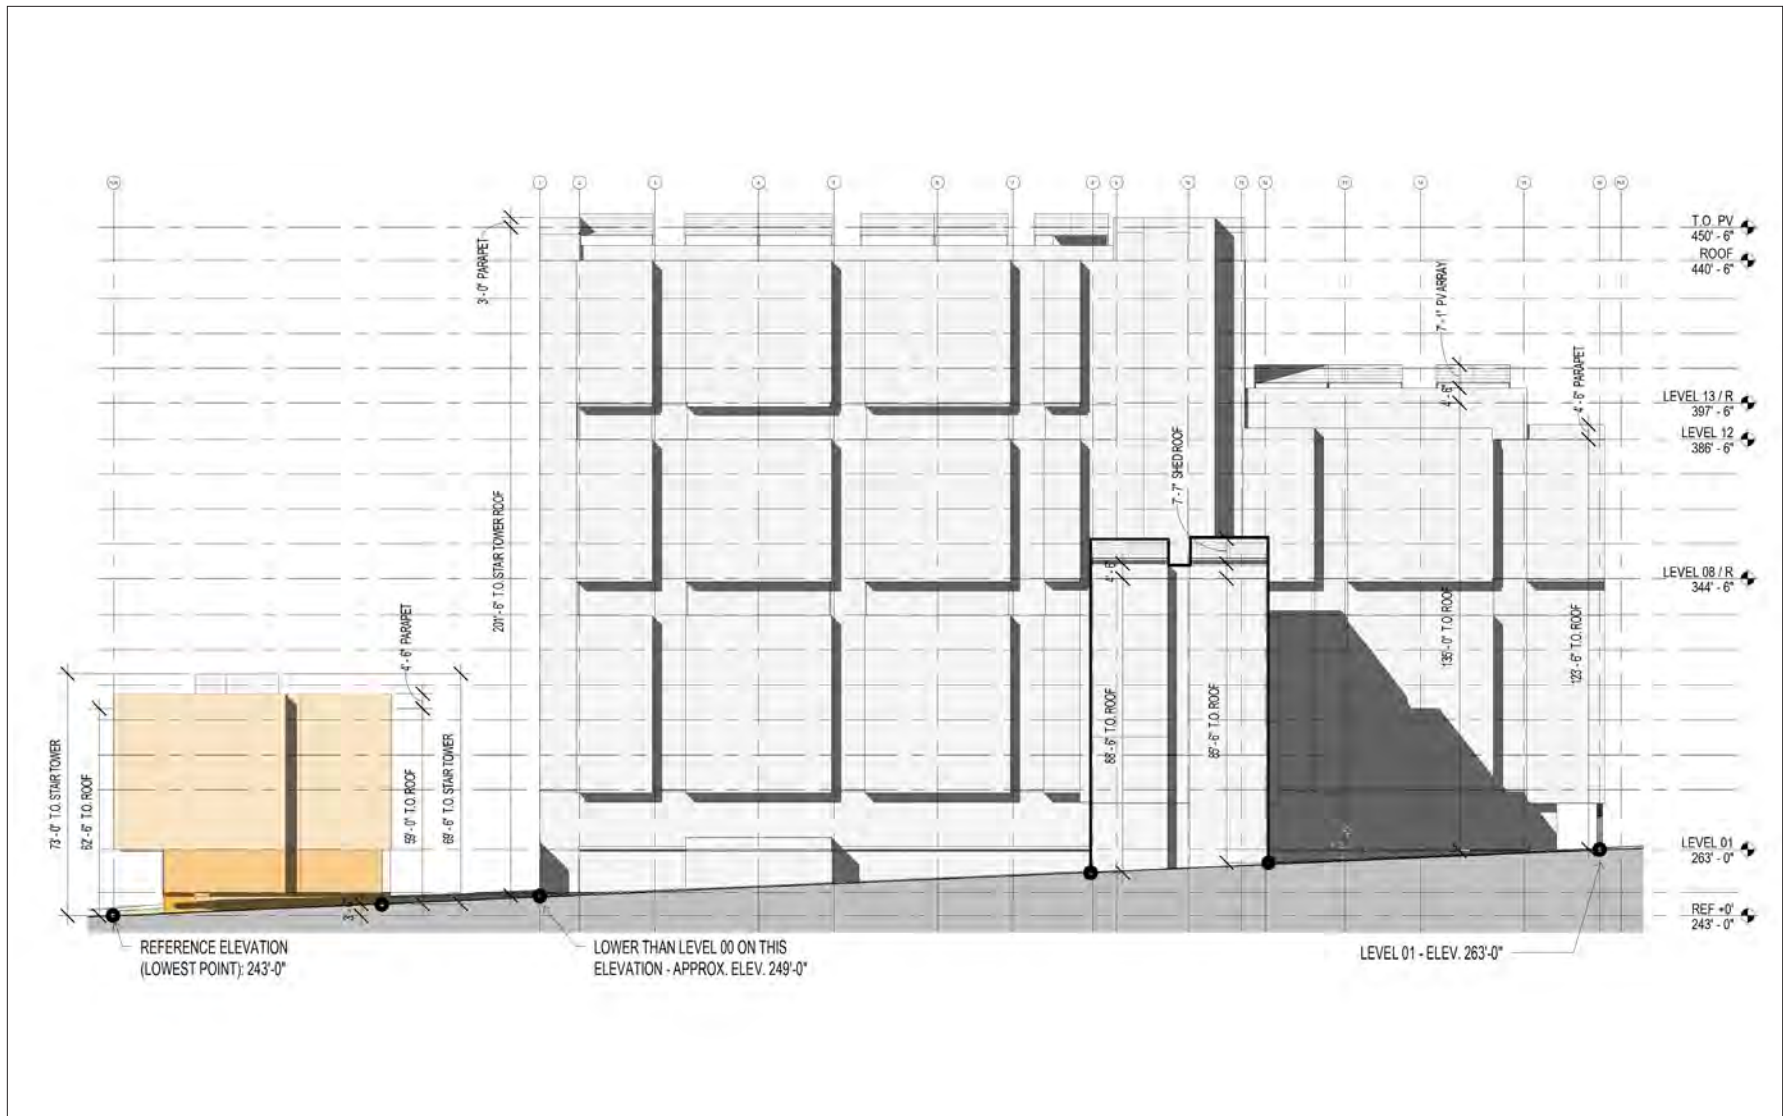 T.O. PV
450' - 6"
ROOF
440' - 6"
3'-0" PARAPET
7'-1" PV ARRAY
4'-6" PARAPET
4'-6"
LEVEL 13 / R
397' - 6"
LEVEL 12
386' - 6"
7'-7" SHED ROOF
201'-6" T.O. STAIR TOWER ROOF
4'-6"
LEVEL 08 / R
344' - 6"
4'-6" PARAPET
135'-0" T.O. ROOF
123'-6" T.O. ROOF
88'-6" T.O. ROOF
85'-6" T.O. ROOF
73'-0" T.O. STAIR TOWER
62'-6" T.O. ROOF
59'-0" T.O. ROOF
69'-6" T.O. STAIR TOWER
LEVEL 01
263' - 0"
REF +0'
243' - 0"
REFERENCE ELEVATION
(LOWEST POINT): 243'-0"
LOWER THAN LEVEL 00 ON THIS
ELEVATION - APPROX. ELEV. 249'-0"
LEVEL 01 - ELEV. 263'-0"